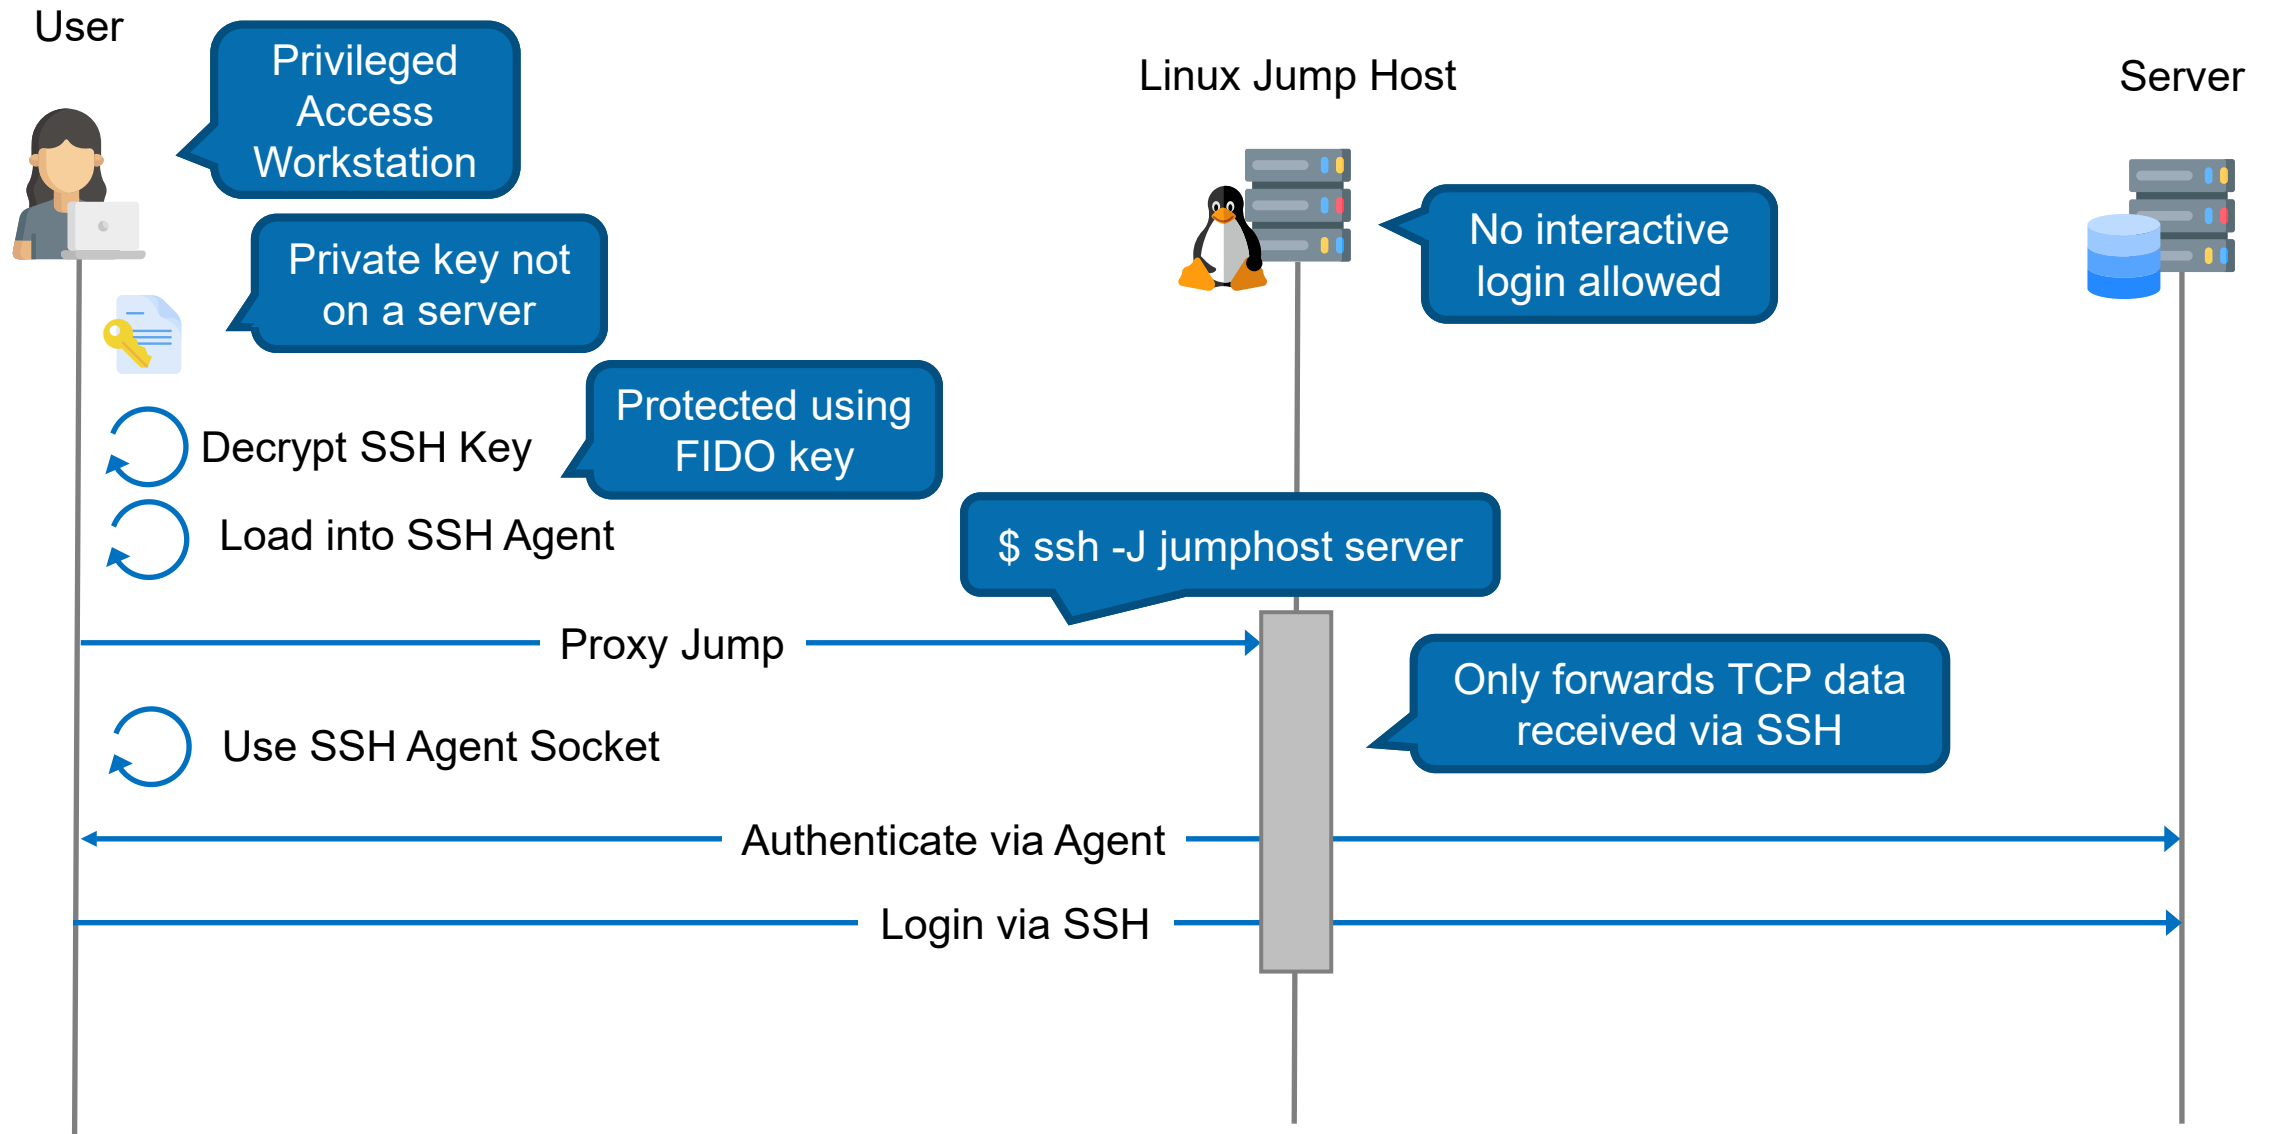 User
Privileged
Access
Workstation
Linux Jump Host
Server
No interactive
login allowed
Private key not
on a server
Protected using
FIDO key
Decrypt SSH Key
Load into SSH Agent
$ ssh -J jumphost server
Proxy Jump
Only forwards TCP data
received via SSH
Use SSH Agent Socket
Authenticate via Agent
Login via SSH